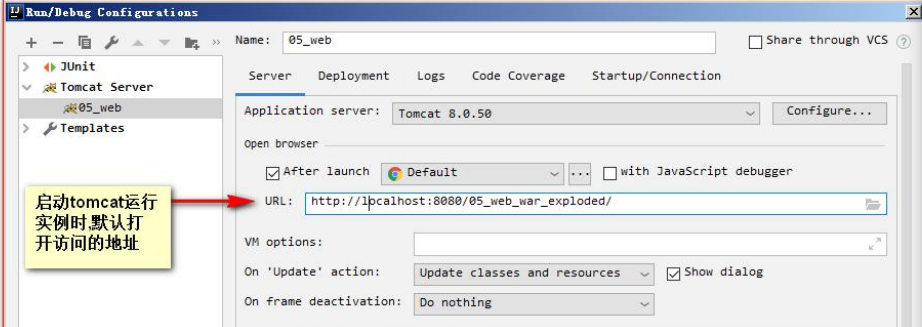 Run/Debug Configurations
Name: 05_web
Share through VCS
JUnit
Tomcat Server
05_web
Templates
Server Deployment Logs Code Coverage Startup/Connection
Application server: Tomcat 8.0.50 Configure...
Open browser
After launch Default ... with JavaScript debugger
URL: http://localhost:8080/05_web_war_exploded/
VM options:
On 'Update' action: Update classes and resources Show dialog
On frame deactivation: Do nothing
启动tomcat运行
实例时,默认打
开访问的地址